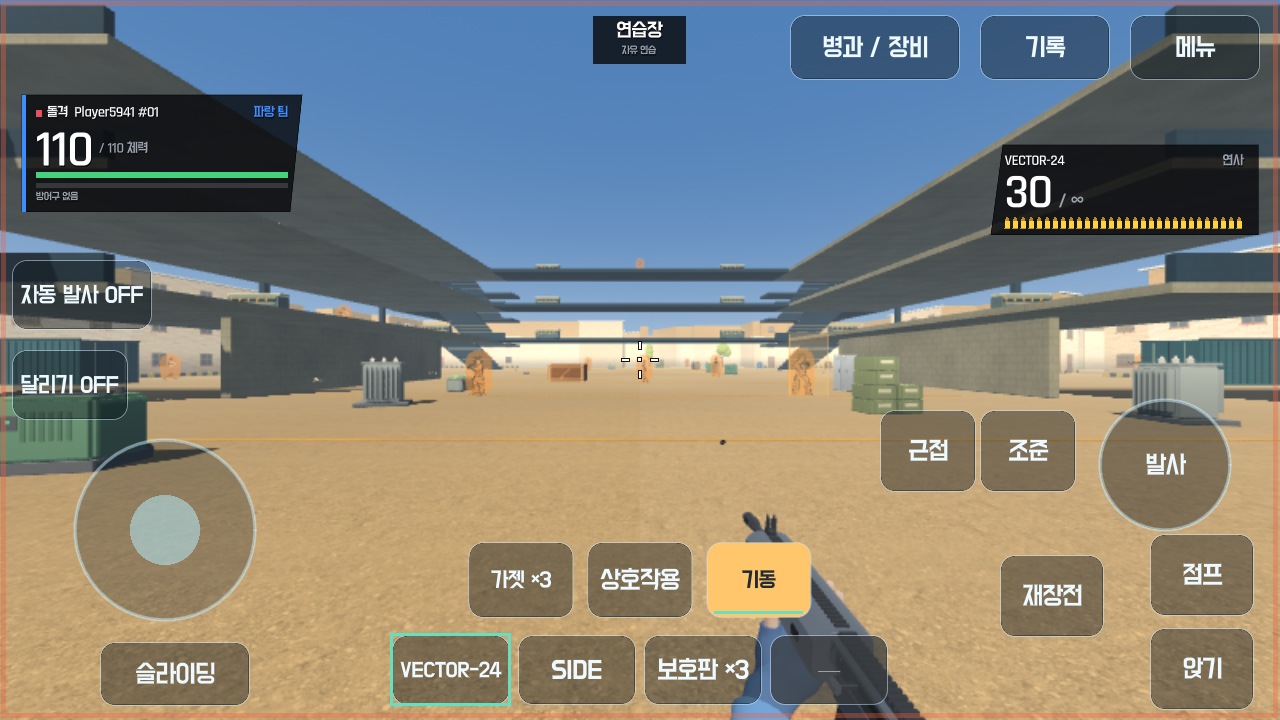 연습장
자유 연습
병과 / 장비
기록
메뉴
돌격 Player5941 #01
파랑 팀
110 / 110 체력
방어구 없음
VECTOR-24
연사
30 / ∞
자동 발사 OFF
달리기 OFF
근접
조준
발사
가젯 ×3
상호작용
기동
재장전
점프
슬라이딩
VECTOR-24
SIDE
보호판 ×3
—
앉기